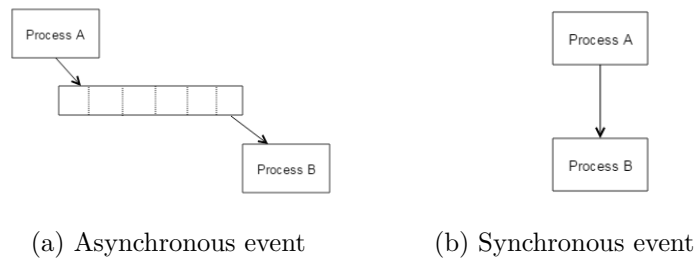 Process A
Process B
(a) Asynchronous event
Process A
Process B
(b) Synchronous event